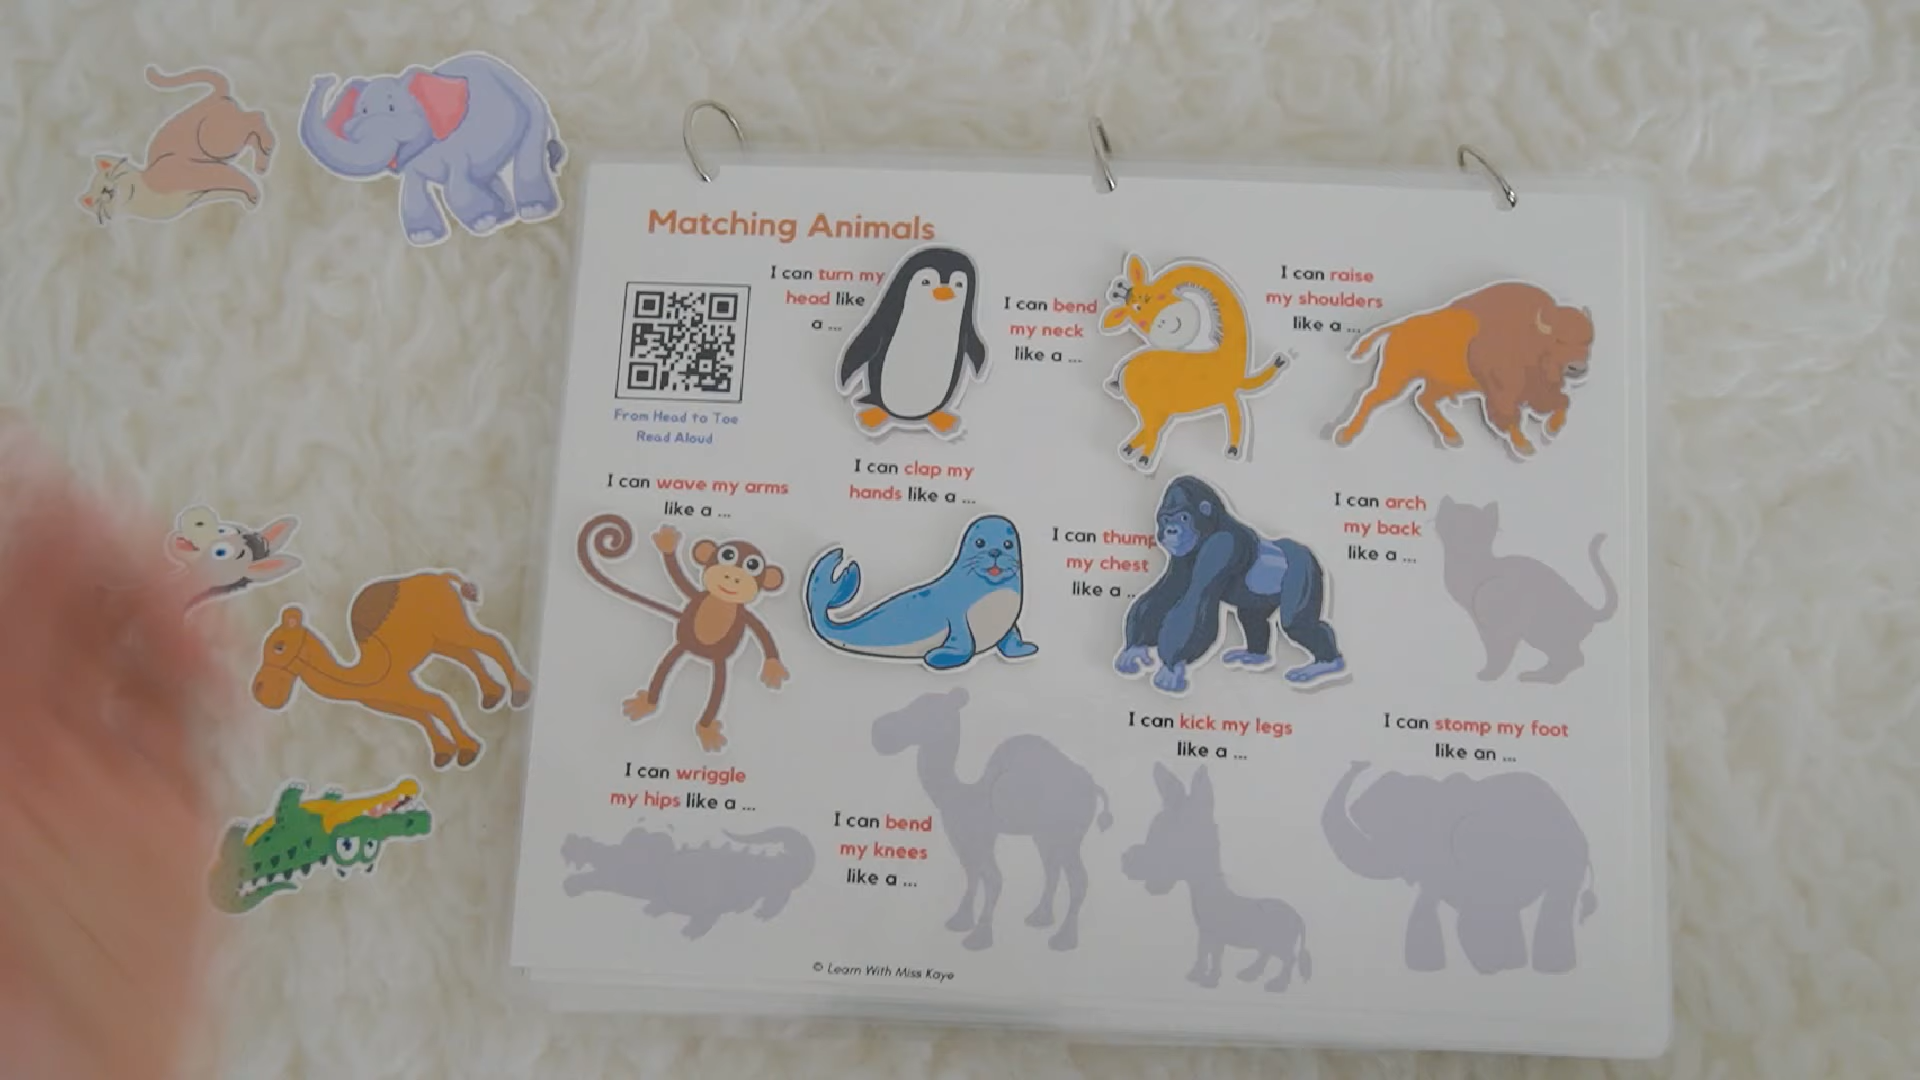 Matching Animals
From Head to Toe
Read Aloud
I can turn my
head like
a ...
I can bend
my neck
like a ...
I can raise
my shoulders
like a ...
I can wave my arms
like a ...
I can clap my
hands like a ...
I can thump
my chest
like a ...
I can arch
my back
like a ...
I can wriggle
my hips like a ...
I can bend
my knees
like a ...
I can kick my legs
like a ...
I can stomp my foot
like an ...
© Learn With Miss Kaye